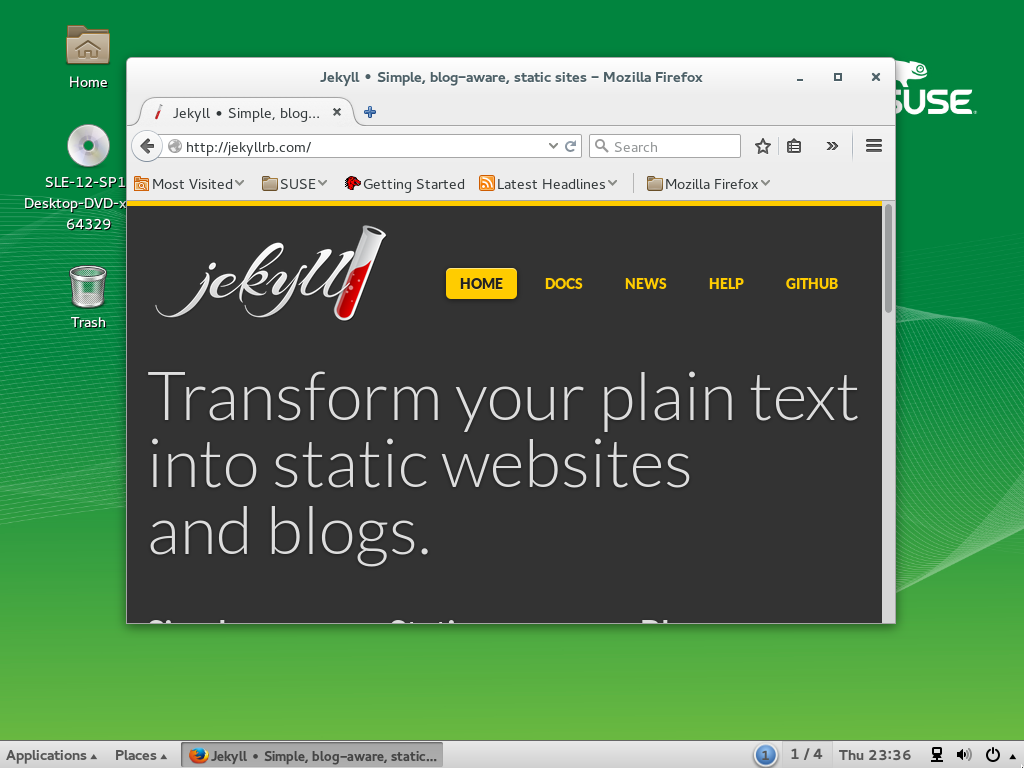 Home
SLE-12-SP1
Desktop-DVD-x
64329
Trash
SUSE
Jekyll • Simple, blog-aware, static sites - Mozilla Firefox
Jekyll • Simple, blog...
http://jekyllrb.com/
Search
Most Visited
SUSE
Getting Started
Latest Headlines
Mozilla Firefox
jekyll
HOME
DOCS
NEWS
HELP
GITHUB
Transform your plain text
into static websites
and blogs.
Applications
Places
Jekyll • Simple, blog-aware, static...
1
1 / 4
Thu 23:36